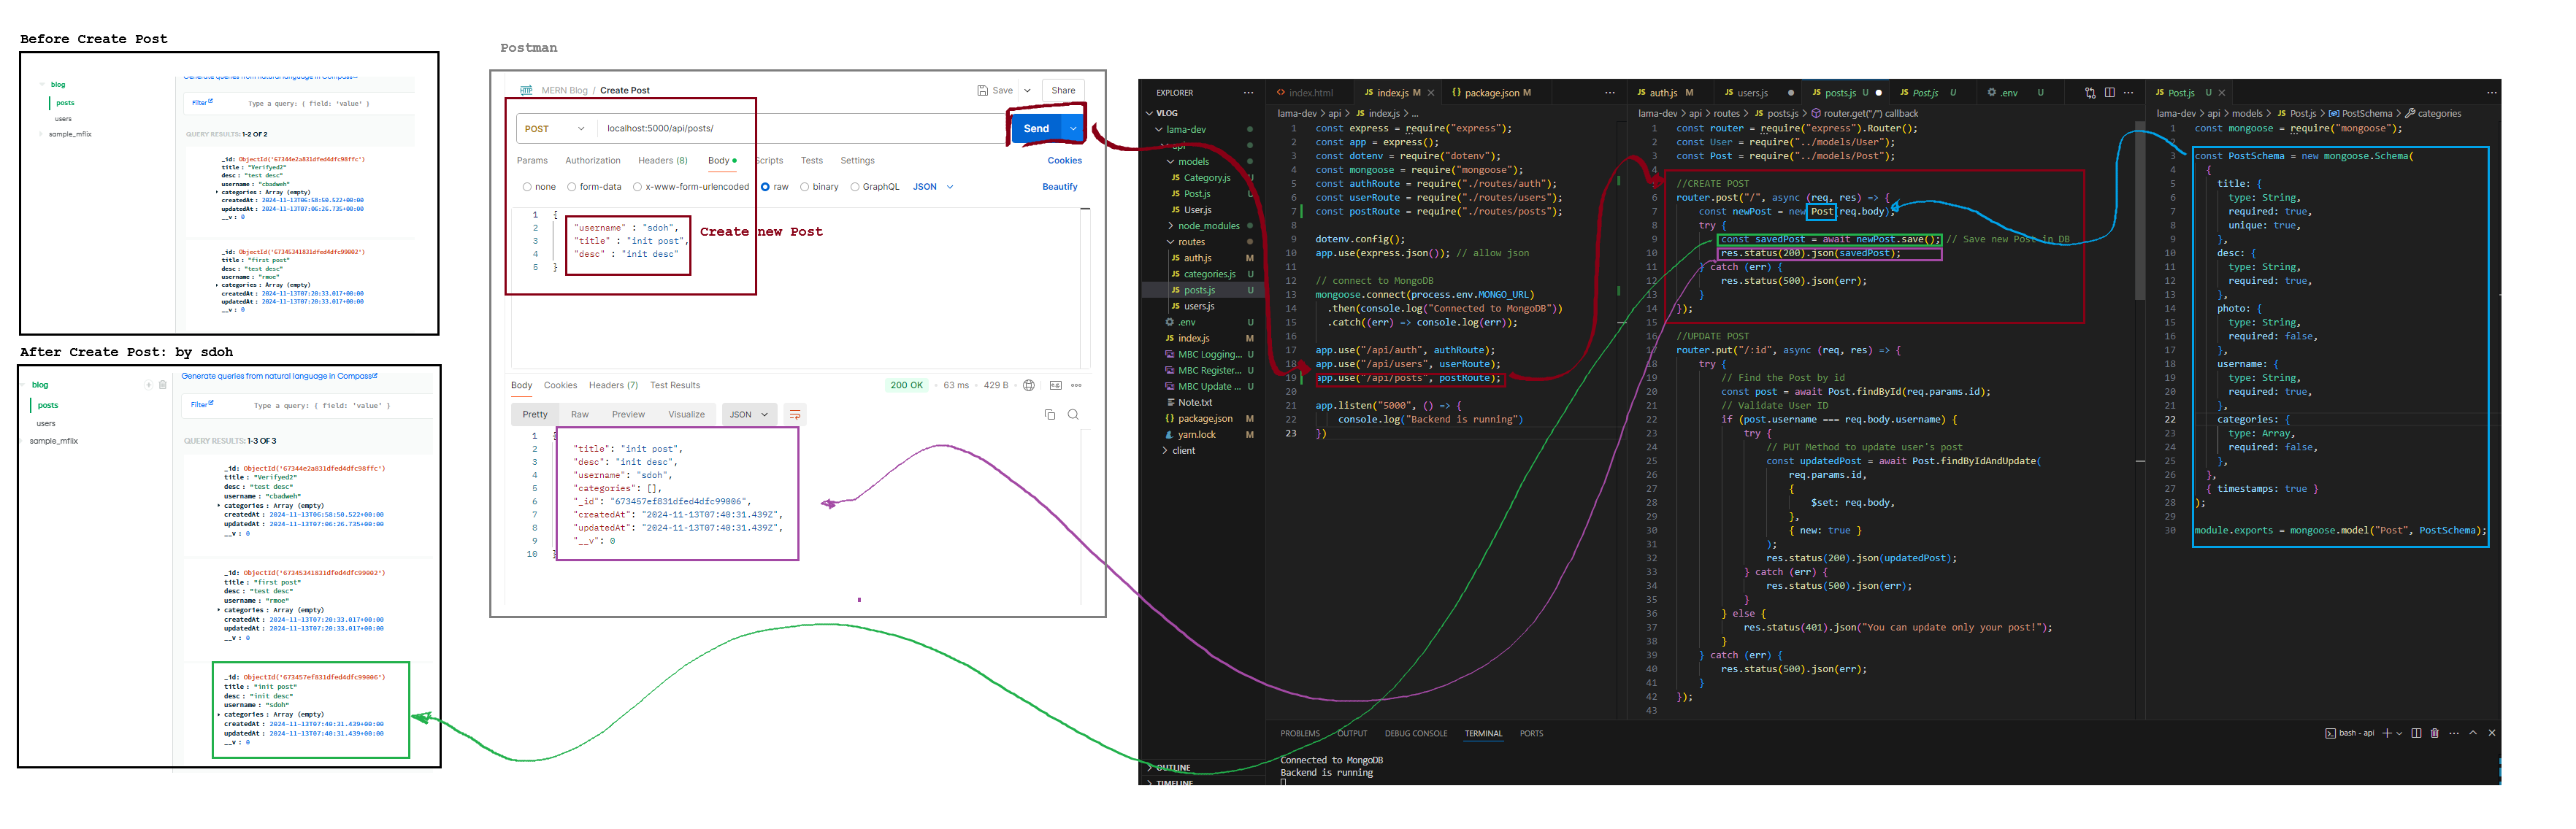 Before Create Post
Generate queries from natural language in Compass
blog
posts
users
sample_mflix
Filter
Type a query: { field: 'value' }
QUERY RESULTS: 1-2 OF 2
_id: ObjectId('67344e2a831dfed4dfc98ffc')
title : "Verifyed2"
desc : "test desc"
username : "cbadweh"
categories : Array (empty)
createdAt : 2024-11-13T06:58:50.522+00:00
updatedAt : 2024-11-13T07:06:26.735+00:00
__v : 0
_id: ObjectId('67345341831dfed4dfc99002')
title : "first post"
desc : "test desc"
username : "rmoe"
categories : Array (empty)
createdAt : 2024-11-13T07:20:33.017+00:00
updatedAt : 2024-11-13T07:20:33.017+00:00
After Create Post: by sdoh
Generate queries from natural language in Compass
blog
posts
users
sample_mflix
Filter
Type a query: { field: 'value' }
QUERY RESULTS: 1-3 OF 3
_id: ObjectId('67344e2a831dfed4dfc98ffc')
title : "Verifyed2"
desc : "test desc"
username : "cbadweh"
categories : Array (empty)
createdAt : 2024-11-13T06:58:50.522+00:00
updatedAt : 2024-11-13T07:06:26.735+00:00
__v : 0
_id: ObjectId('67345341831dfed4dfc99002')
title : "first post"
desc : "test desc"
username : "rmoe"
categories : Array (empty)
createdAt : 2024-11-13T07:20:33.017+00:00
updatedAt : 2024-11-13T07:20:33.017+00:00
__v : 0
_id: ObjectId('673457ef831dfed4dfc99006')
title : "init post"
desc : "init desc"
username : "sdoh"
categories : Array (empty)
createdAt : 2024-11-13T07:40:31.439+00:00
updatedAt : 2024-11-13T07:40:31.439+00:00
__v : 0
Postman
HTTP MERN Blog / Create Post
Save
Share
POST
localhost:5000/api/posts/
Send
Params Authorization Headers (8) Body Scripts Tests Settings Cookies
none form-data x-www-form-urlencoded raw binary GraphQL JSON Beautify
1 {
2 "username" : "sdoh",
3 "title" : "init post",
4 "desc" : "init desc"
5 }
Create new Post
Body Cookies Headers (7) Test Results 200 OK 63 ms 429 B
Pretty Raw Preview Visualize JSON
1 {
2 "title": "init post",
3 "desc": "init desc",
4 "username": "sdoh",
5 "categories": [],
6 "_id": "673457ef831dfed4dfc99006",
7 "createdAt": "2024-11-13T07:40:31.439Z",
8 "updatedAt": "2024-11-13T07:40:31.439Z",
9 "__v": 0
10 }
EXPLORER
VLOG
lama-dev
api
models
Category.js U
Post.js U
User.js
node_modules
routes
auth.js M
categories.js U
posts.js U
users.js
.env U
index.js M
MBC Logging... U
MBC Register... U
MBC Update ... U
Note.txt
package.json M
yarn.lock M
client
OUTLINE
TIMELINE
index.html
JS index.js M
package.json M
lama-dev > api > JS index.js > ...
1 const express = require("express");
2 const app = express();
3 const dotenv = require("dotenv");
4 const mongoose = require("mongoose");
5 const authRoute = require("./routes/auth");
6 const userRoute = require("./routes/users");
7 const postRoute = require("./routes/posts");
8
9 dotenv.config();
10 app.use(express.json()); // allow json
11
12 // connect to MongoDB
13 mongoose.connect(process.env.MONGO_URL)
14 .then(console.log("Connected to MongoDB"))
15 .catch((err) => console.log(err));
16
17 app.use("/api/auth", authRoute);
18 app.use("/api/users", userRoute);
19 app.use("/api/posts", postRoute);
20
21 app.listen("5000", () => {
22 console.log("Backend is running")
23 })
JS auth.js M
JS users.js
JS posts.js U
JS Post.js U
.env U
lama-dev > api > routes > JS posts.js > router.get("/") callback
1 const router = require("express").Router();
2 const User = require("../models/User");
3 const Post = require("../models/Post");
4
5 //CREATE POST
6 router.post("/", async (req, res) => {
7 const newPost = new Post(req.body);
8 try {
9 const savedPost = await newPost.save(); // Save new Post in DB
10 res.status(200).json(savedPost);
11 } catch (err) {
12 res.status(500).json(err);
13 }
14 });
15
16 //UPDATE POST
17 router.put("/:id", async (req, res) => {
18 try {
19 // Find the Post by id
20 const post = await Post.findById(req.params.id);
21 // Validate User ID
22 if (post.username === req.body.username) {
23 try {
24 // PUT Method to update user's post
25 const updatedPost = await Post.findByIdAndUpdate(
26 req.params.id,
27 {
28 $set: req.body,
29 },
30 { new: true }
31 );
32 res.status(200).json(updatedPost);
33 } catch (err) {
34 res.status(500).json(err);
35 }
36 } else {
37 res.status(401).json("You can update only your post!");
38 }
39 } catch (err) {
40 res.status(500).json(err);
41 }
42 });
43
JS Post.js U
lama-dev > api > models > JS Post.js > PostSchema > categories
1 const mongoose = require("mongoose");
2
3 const PostSchema = new mongoose.Schema(
4 {
5 title: {
6 type: String,
7 required: true,
8 unique: true,
9 },
10 desc: {
11 type: String,
12 required: true,
13 },
14 photo: {
15 type: String,
16 required: false,
17 },
18 username: {
19 type: String,
20 required: true,
21 },
22 categories: {
23 type: Array,
24 required: false,
25 },
26 },
27 { timestamps: true }
28 );
29
30 module.exports = mongoose.model("Post", PostSchema);
PROBLEMS OUTPUT DEBUG CONSOLE TERMINAL PORTS
bash - api
Connected to MongoDB
Backend is running